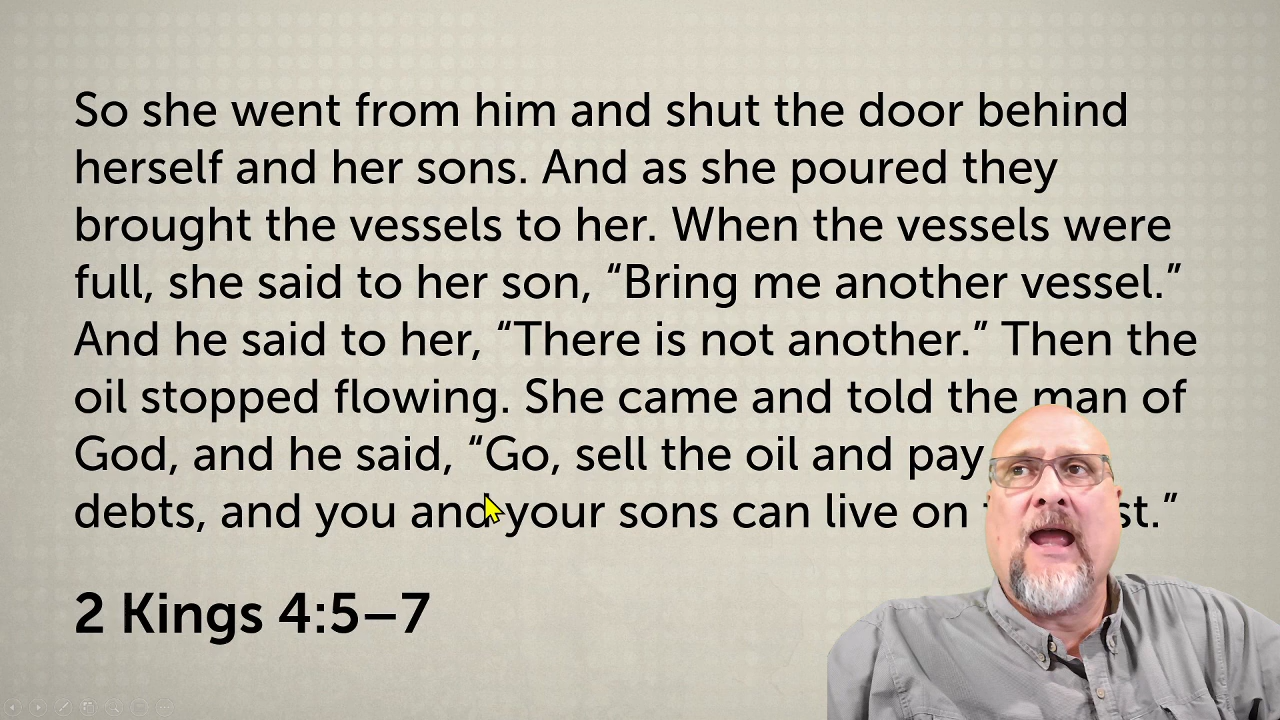 So she went from him and shut the door behind
herself and her sons. And as she poured they
brought the vessels to her. When the vessels were
full, she said to her son, “Bring me another vessel.”
And he said to her, “There is not another.” Then the
oil stopped flowing. She came and told the man of
God, and he said, “Go, sell the oil and pay
debts, and you and your sons can live on
2 Kings 4:5–7